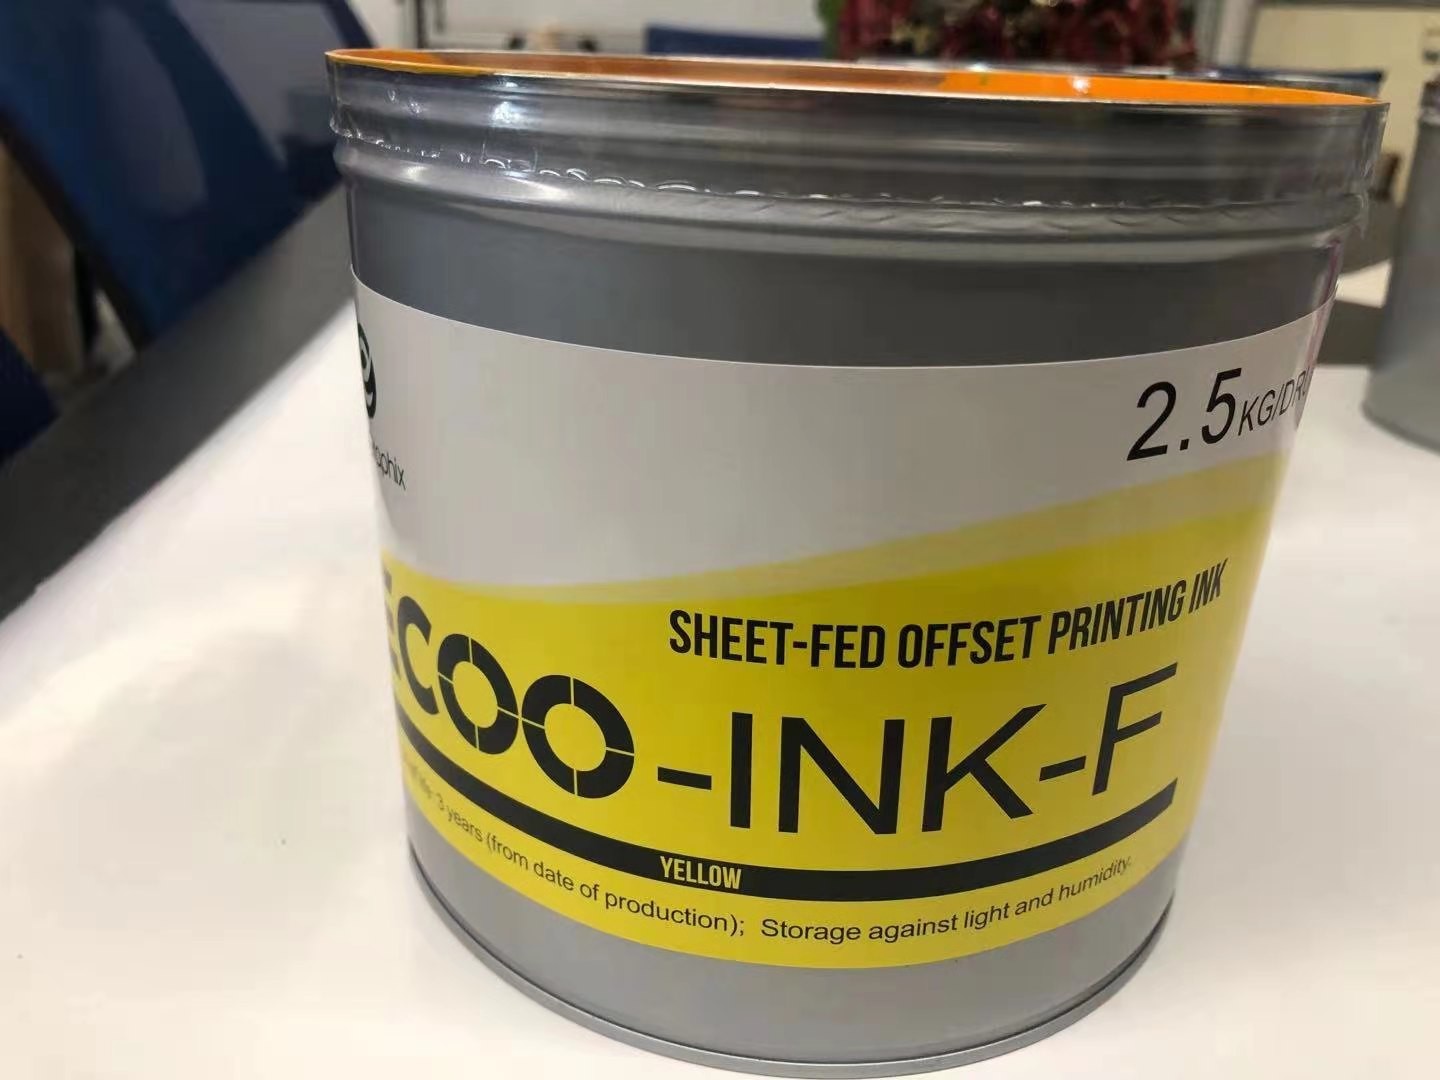 2.5KG/DRU
SHEET-FED OFFSET PRINTING INK
ECOO-INK-F
YELLOW
3 years (from date of production); Storage against light and humidity.